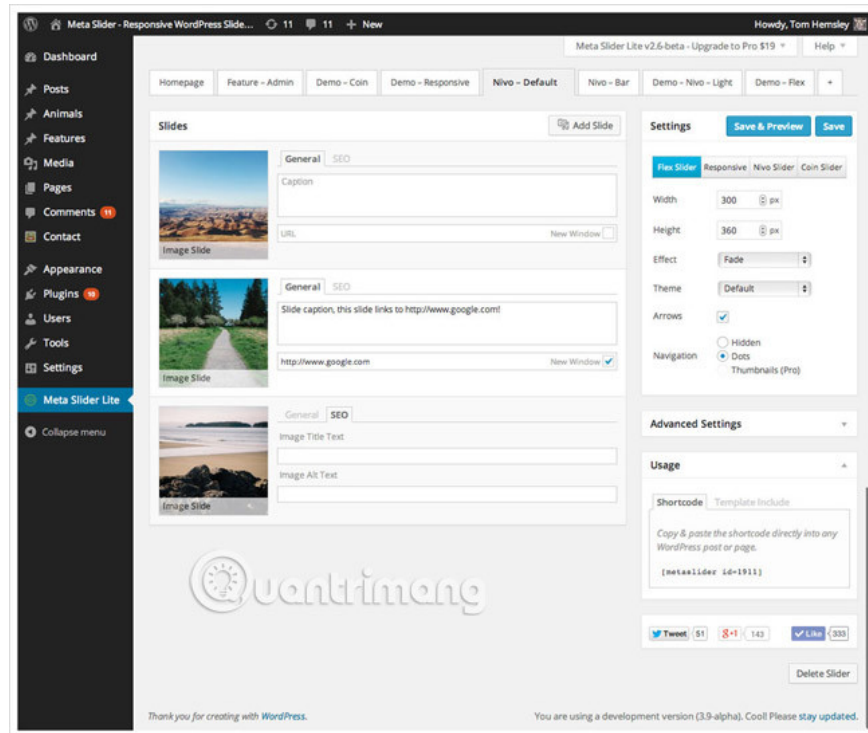 Meta Slider - Responsive WordPress Slide... 11 11 + New Howdy, Tom Hemsley
Dashboard
Posts
Animals
Features
Media
Pages
Comments 11
Contact
Appearance
Plugins 10
Users
Tools
Settings
Meta Slider Lite
Collapse menu
Meta Slider Lite v2.6-beta - Upgrade to Pro $19
Help
Homepage
Feature - Admin
Demo - Coin
Demo - Responsive
Nivo - Default
Nivo - Bar
Demo - Nivo - Light
Demo - Flex
+
Slides
Add Slide
Image Slide
General SEO
Caption
URL
New Window
Image Slide
General SEO
Slide caption, this slide links to http://www.google.com!
http://www.google.com
New Window
Image Slide
General SEO
Image Title Text
Image Alt Text
Settings
Save & Preview
Save
Flex Slider Responsive Nivo Slider Coin Slider
Width 300 px
Height 360 px
Effect Fade
Theme Default
Arrows
Navigation
Hidden
Dots
Thumbnails (Pro)
Advanced Settings
Usage
Shortcode Template Include
Copy & paste the shortcode directly into any
WordPress post or page.
[metaslider id=1911]
Tweet 51
g+1 143
Like 333
Delete Slider
Quantrimang
Thank you for creating with WordPress.
You are using a development version (3.9-alpha). Cool! Please stay updated.